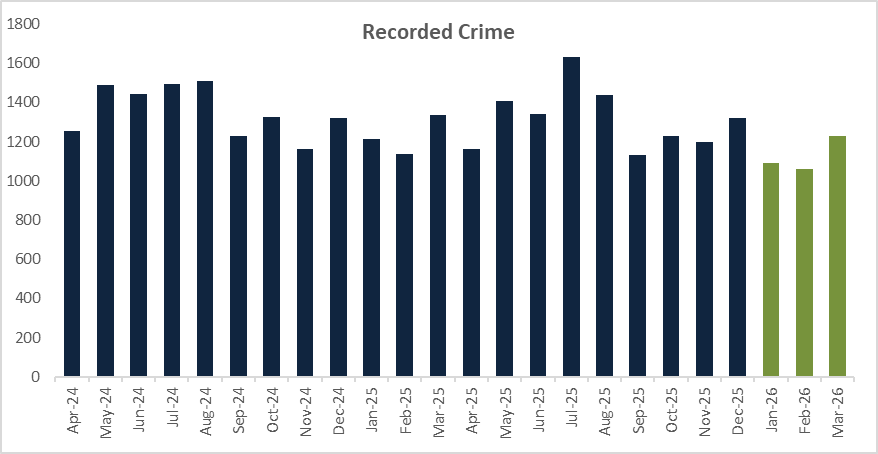 Recorded Crime
1800
1600
1400
1200
1000
800
600
400
200
0
Apr-24
May-24
Jun-24
Jul-24
Aug-24
Sep-24
Oct-24
Nov-24
Dec-24
Jan-25
Feb-25
Mar-25
Apr-25
May-25
Jun-25
Jul-25
Aug-25
Sep-25
Oct-25
Nov-25
Dec-25
Jan-26
Feb-26
Mar-26